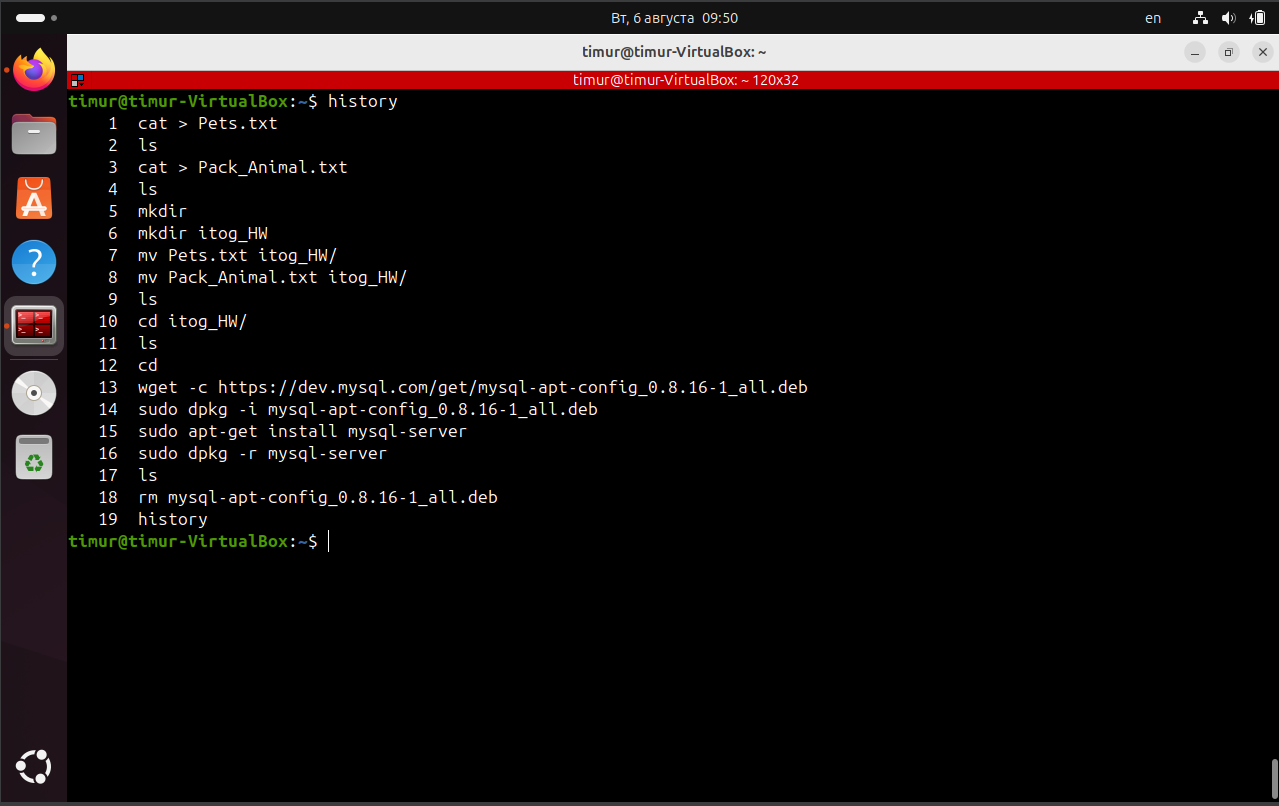 Вт, 6 августа 09:50
en
timur@timur-VirtualBox: ~
timur@timur-VirtualBox: ~ 120x32
timur@timur-VirtualBox:~$ history
1 cat > Pets.txt
2 ls
3 cat > Pack_Animal.txt
4 ls
5 mkdir
6 mkdir itog_HW
7 mv Pets.txt itog_HW/
8 mv Pack_Animal.txt itog_HW/
9 ls
10 cd itog_HW/
11 ls
12 cd
13 wget -c https://dev.mysql.com/get/mysql-apt-config_0.8.16-1_all.deb
14 sudo dpkg -i mysql-apt-config_0.8.16-1_all.deb
15 sudo apt-get install mysql-server
16 sudo dpkg -r mysql-server
17 ls
18 rm mysql-apt-config_0.8.16-1_all.deb
19 history
timur@timur-VirtualBox:~$